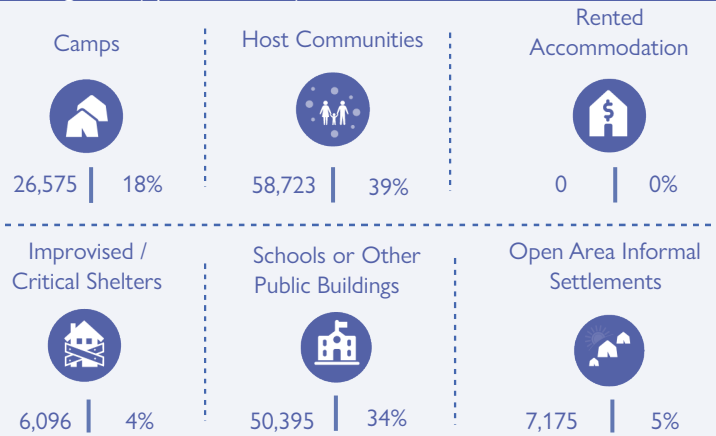 Camps
26,575 18%
Host Communities
58,723 39%
Rented
Accommodation
$
0 0%
Improvised /
Critical Shelters
6,096 4%
Schools or Other
Public Buildings
50,395 34%
Open Area Informal
Settlements
7,175 5%